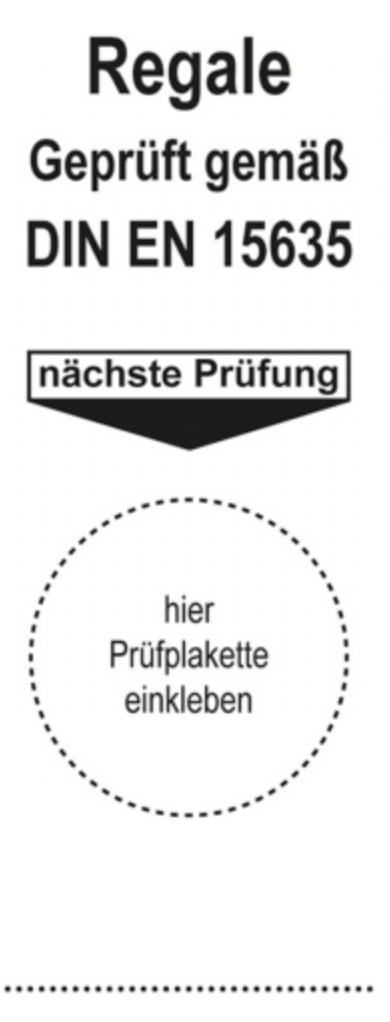 Regale
Geprüft gemäß
DIN EN 15635
nächste Prüfung
hier
Prüfplakette
einkleben